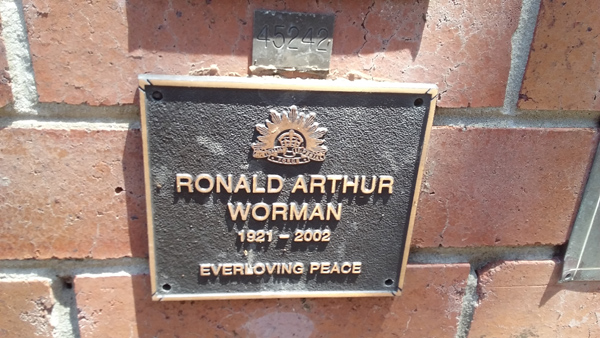 45242
RONALD ARTHUR
WORMAN
1921 - 2002
EVERLOVING PEACE